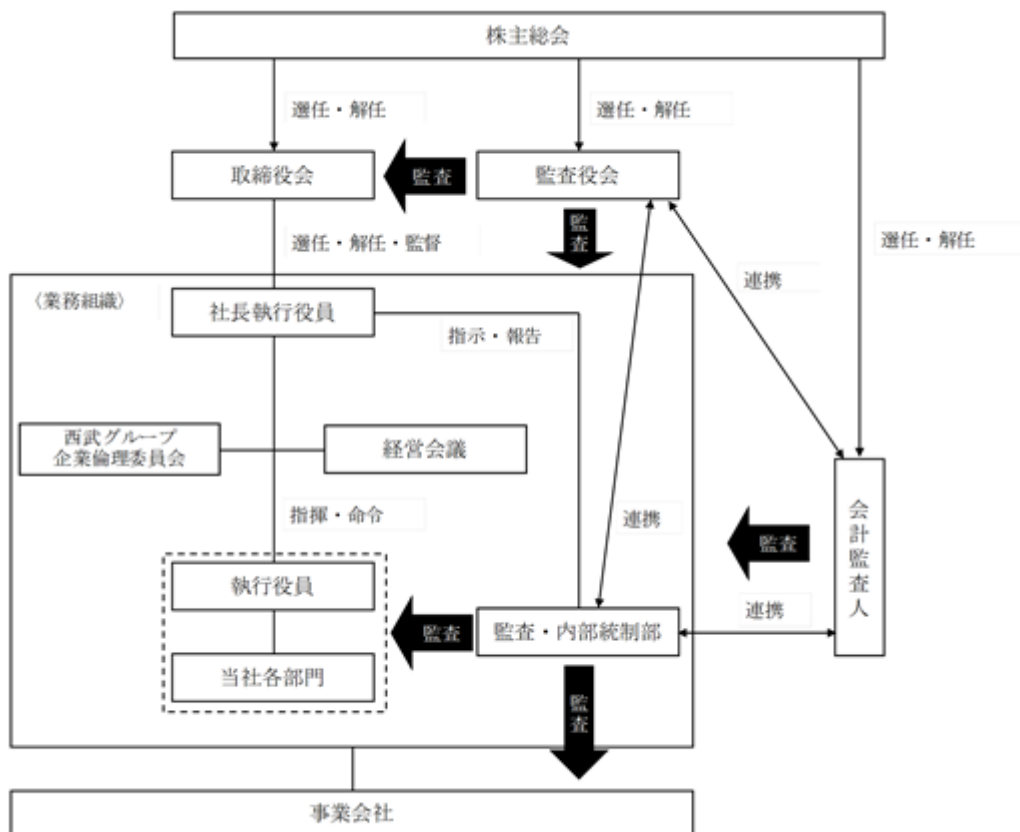 株主総会
選任・解任
選任・解任
取締役会
監査
監査役会
選任・解任・監督
監査
選任・解任
連携
〈業務組織〉
社長執行役員
指示・報告
西武グループ
企業倫理委員会
経営会議
指揮・命令
連携
監査
会計監査人
執行役員
監査
監査・内部統制部
連携
当社各部門
監査
事業会社